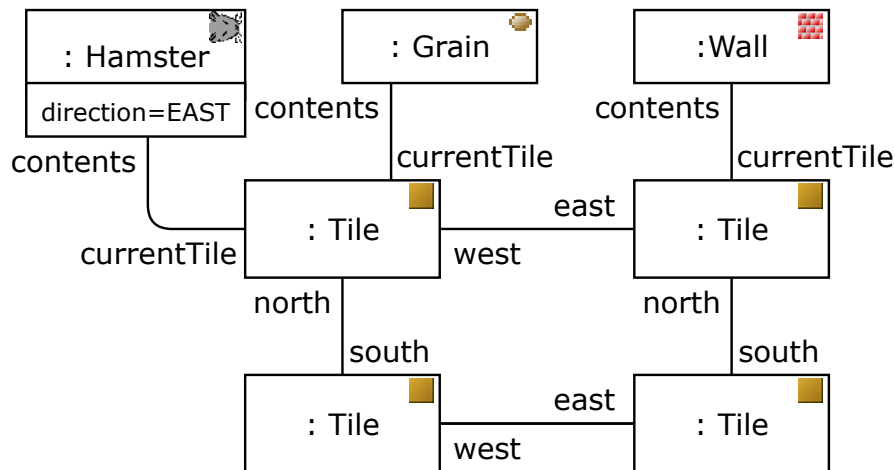 : Hamster
: Grain
:Wall
direction=EAST
contents
contents
contents
currentTile
currentTile
: Tile
east
: Tile
currentTile
west
north
north
south
south
: Tile
east
: Tile
west